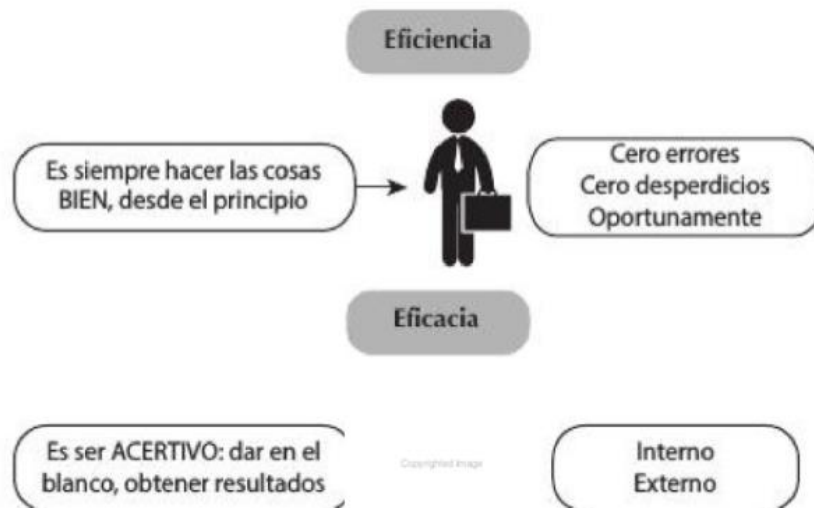 Eficiencia
Es siempre hacer las cosas
BIEN, desde el principio
Cero errores
Cero desperdicios
Oportunamente
Eficacia
Es ser ACERTIVO: dar en el
blanco, obtener resultados
Copyrighted image
Interno
Externo